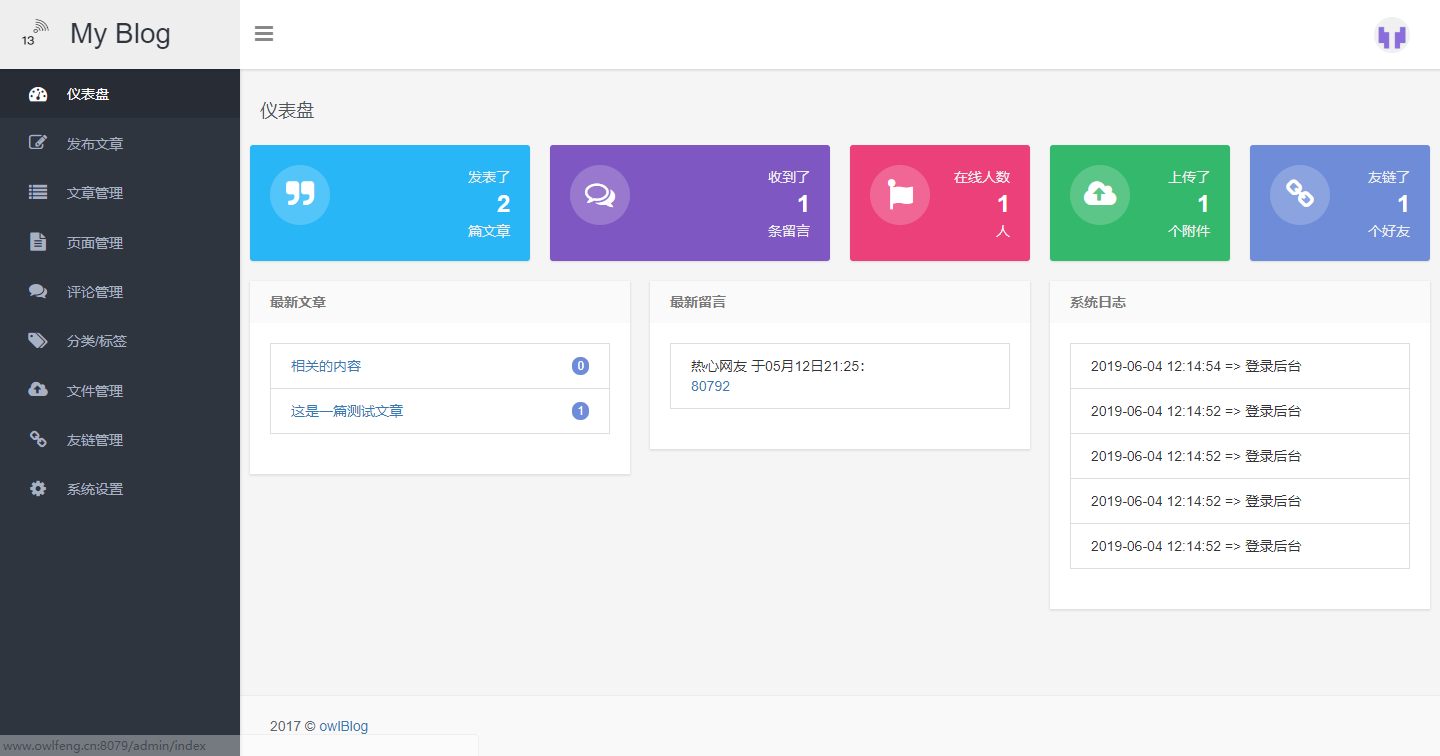 13
My Blog
仪表盘
发布文章
文章管理
页面管理
评论管理
分类/标签
文件管理
友链管理
系统设置
仪表盘
发表了
2
篇文章
收到了
1
条留言
在线人数
1
人
上传了
1
个附件
友链了
1
个好友
最新文章
相关的内容 0
这是一篇测试文章 1
最新留言
热心网友 于05月12日21:25：
80792
系统日志
2019-06-04 12:14:54 => 登录后台
2019-06-04 12:14:52 => 登录后台
2019-06-04 12:14:52 => 登录后台
2019-06-04 12:14:52 => 登录后台
2019-06-04 12:14:52 => 登录后台
2017 © owlBlog
www.owlfeng.cn:8079/admin/index